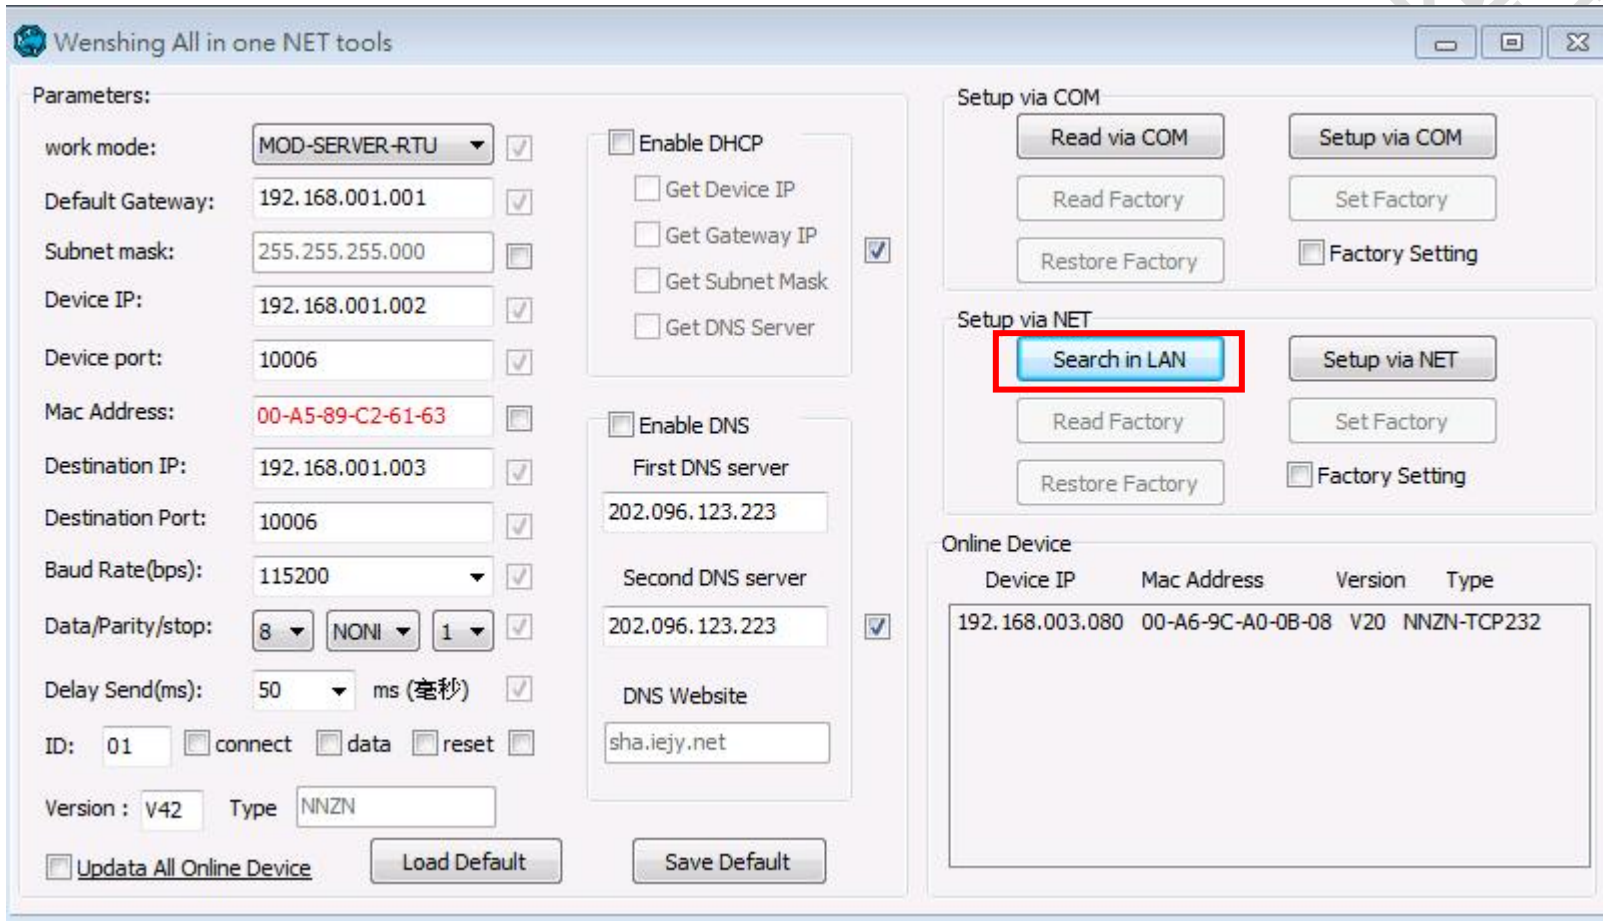 Wenshing All in one NET tools
Parameters:
work mode: MOD-SERVER-RTU
Default Gateway: 192.168.001.001
Subnet mask: 255.255.255.000
Device IP: 192.168.001.002
Device port: 10006
Mac Address: 00-A5-89-C2-61-63
Destination IP: 192.168.001.003
Destination Port: 10006
Baud Rate(bps): 115200
Data/Parity/stop: 8 NONI 1
Delay Send(ms): 50 ms (毫秒)
ID: 01 connect data reset
Version : V42 Type NNZN
Updata All Online Device Load Default Save Default
Enable DHCP
Get Device IP
Get Gateway IP
Get Subnet Mask
Get DNS Server
Enable DNS
First DNS server
202.096.123.223
Second DNS server
202.096.123.223
DNS Website
sha.iejy.net
Setup via COM
Read via COM Setup via COM
Read Factory Set Factory
Restore Factory Factory Setting
Setup via NET
Search in LAN Setup via NET
Read Factory Set Factory
Restore Factory Factory Setting
Online Device
Device IP Mac Address Version Type
192.168.003.080 00-A6-9C-A0-0B-08 V20 NNZN-TCP232